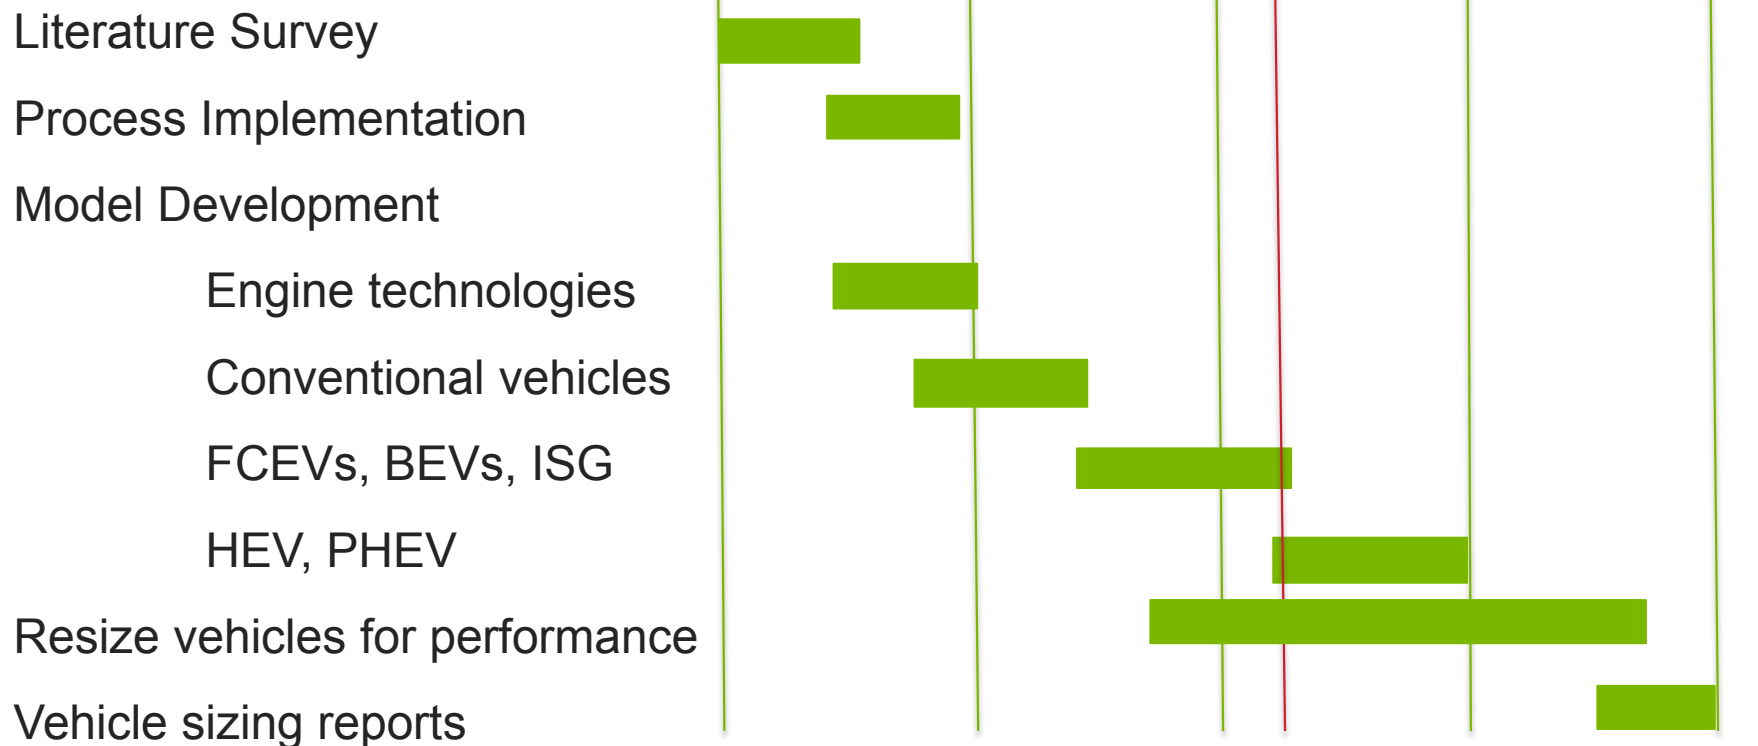 Literature Survey
Process Implementation
Model Development
Engine technologies
Conventional vehicles
FCEVs, BEVs, ISG
HEV, PHEV
Resize vehicles for performance
Vehicle sizing reports